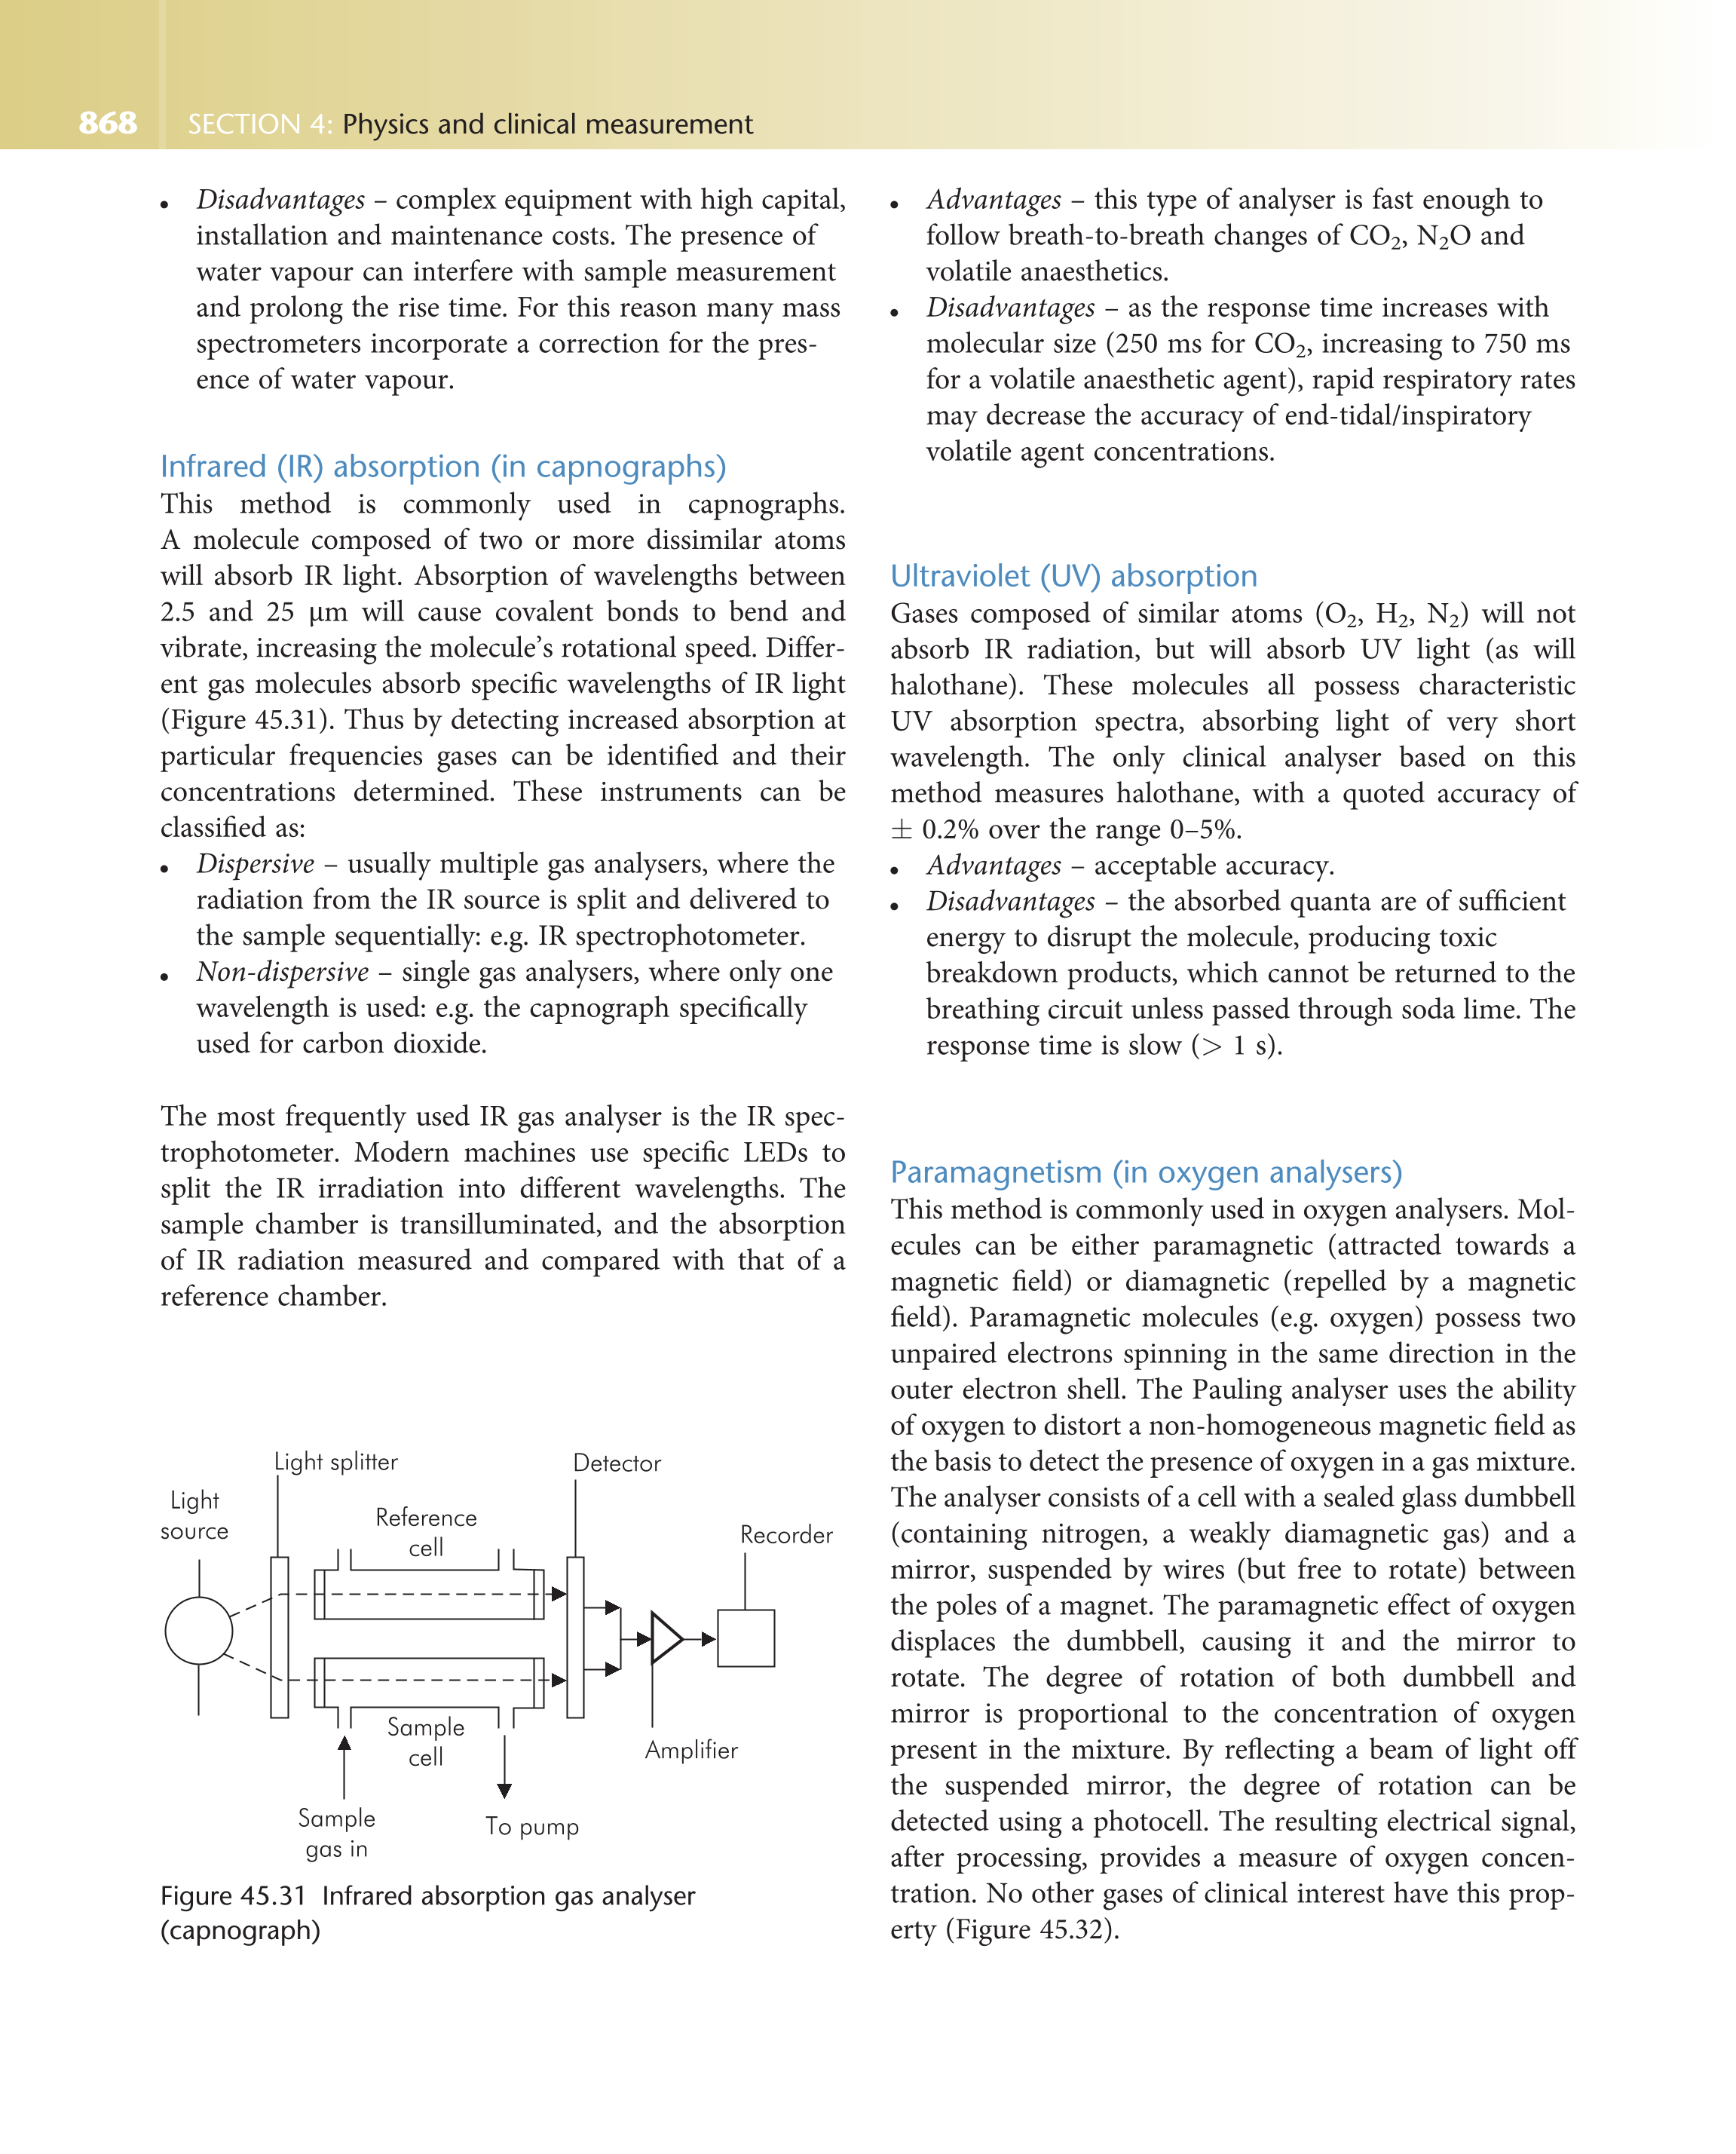 868 SECTION 4: Physics and clinical measurement
• Disadvantages – complex equipment with high capital,
installation and maintenance costs. The presence of
water vapour can interfere with sample measurement
and prolong the rise time. For this reason many mass
spectrometers incorporate a correction for the pres-
ence of water vapour.
Infrared (IR) absorption (in capnographs)
This method is commonly used in capnographs.
A molecule composed of two or more dissimilar atoms
will absorb IR light. Absorption of wavelengths between
2.5 and 25 μm will cause covalent bonds to bend and
vibrate, increasing the molecule’s rotational speed. Differ-
ent gas molecules absorb specific wavelengths of IR light
(Figure 45.31). Thus by detecting increased absorption at
particular frequencies gases can be identified and their
concentrations determined. These instruments can be
classified as:
• Dispersive – usually multiple gas analysers, where the
radiation from the IR source is split and delivered to
the sample sequentially: e.g. IR spectrophotometer.
• Non-dispersive – single gas analysers, where only one
wavelength is used: e.g. the capnograph specifically
used for carbon dioxide.
The most frequently used IR gas analyser is the IR spec-
trophotometer. Modern machines use specific LEDs to
split the IR irradiation into different wavelengths. The
sample chamber is transilluminated, and the absorption
of IR radiation measured and compared with that of a
reference chamber.
Light splitter
Detector
Light
source
Reference
cell
Recorder
Sample
cell
Amplifier
Sample
gas in
To pump
Figure 45.31 Infrared absorption gas analyser
(capnograph)
• Advantages – this type of analyser is fast enough to
follow breath-to-breath changes of CO₂, N₂O and
volatile anaesthetics.
• Disadvantages – as the response time increases with
molecular size (250 ms for CO₂, increasing to 750 ms
for a volatile anaesthetic agent), rapid respiratory rates
may decrease the accuracy of end-tidal/inspiratory
volatile agent concentrations.
Ultraviolet (UV) absorption
Gases composed of similar atoms (O₂, H₂, N₂) will not
absorb IR radiation, but will absorb UV light (as will
halothane). These molecules all possess characteristic
UV absorption spectra, absorbing light of very short
wavelength. The only clinical analyser based on this
method measures halothane, with a quoted accuracy of
± 0.2% over the range 0–5%.
• Advantages – acceptable accuracy.
• Disadvantages – the absorbed quanta are of sufficient
energy to disrupt the molecule, producing toxic
breakdown products, which cannot be returned to the
breathing circuit unless passed through soda lime. The
response time is slow (> 1 s).
Paramagnetism (in oxygen analysers)
This method is commonly used in oxygen analysers. Mol-
ecules can be either paramagnetic (attracted towards a
magnetic field) or diamagnetic (repelled by a magnetic
field). Paramagnetic molecules (e.g. oxygen) possess two
unpaired electrons spinning in the same direction in the
outer electron shell. The Pauling analyser uses the ability
of oxygen to distort a non-homogeneous magnetic field as
the basis to detect the presence of oxygen in a gas mixture.
The analyser consists of a cell with a sealed glass dumbbell
(containing nitrogen, a weakly diamagnetic gas) and a
mirror, suspended by wires (but free to rotate) between
the poles of a magnet. The paramagnetic effect of oxygen
displaces the dumbbell, causing it and the mirror to
rotate. The degree of rotation of both dumbbell and
mirror is proportional to the concentration of oxygen
present in the mixture. By reflecting a beam of light off
the suspended mirror, the degree of rotation can be
detected using a photocell. The resulting electrical signal,
after processing, provides a measure of oxygen concen-
tration. No other gases of clinical interest have this prop-
erty (Figure 45.32).